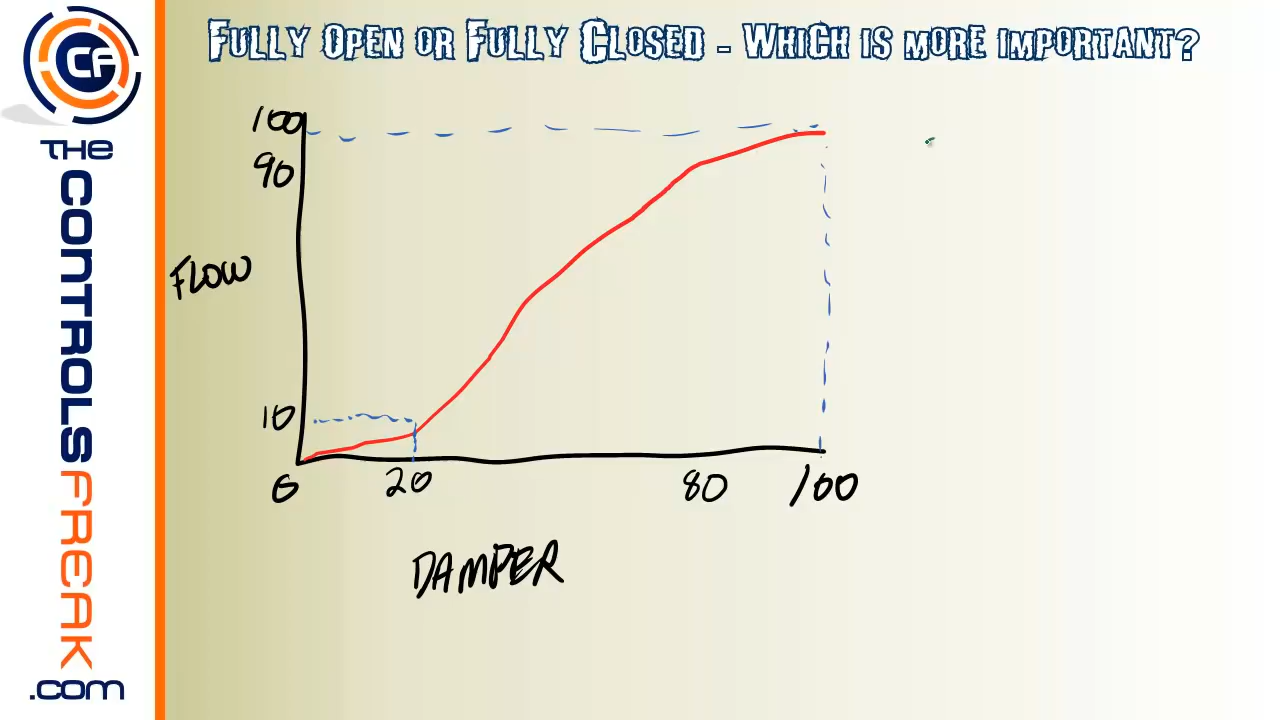 Fully Open or Fully Closed - Which is more important?
CF
THE
CONTROLS
FREAK
.com
100
90
FLOW
10
0
20
80
100
DAMPER